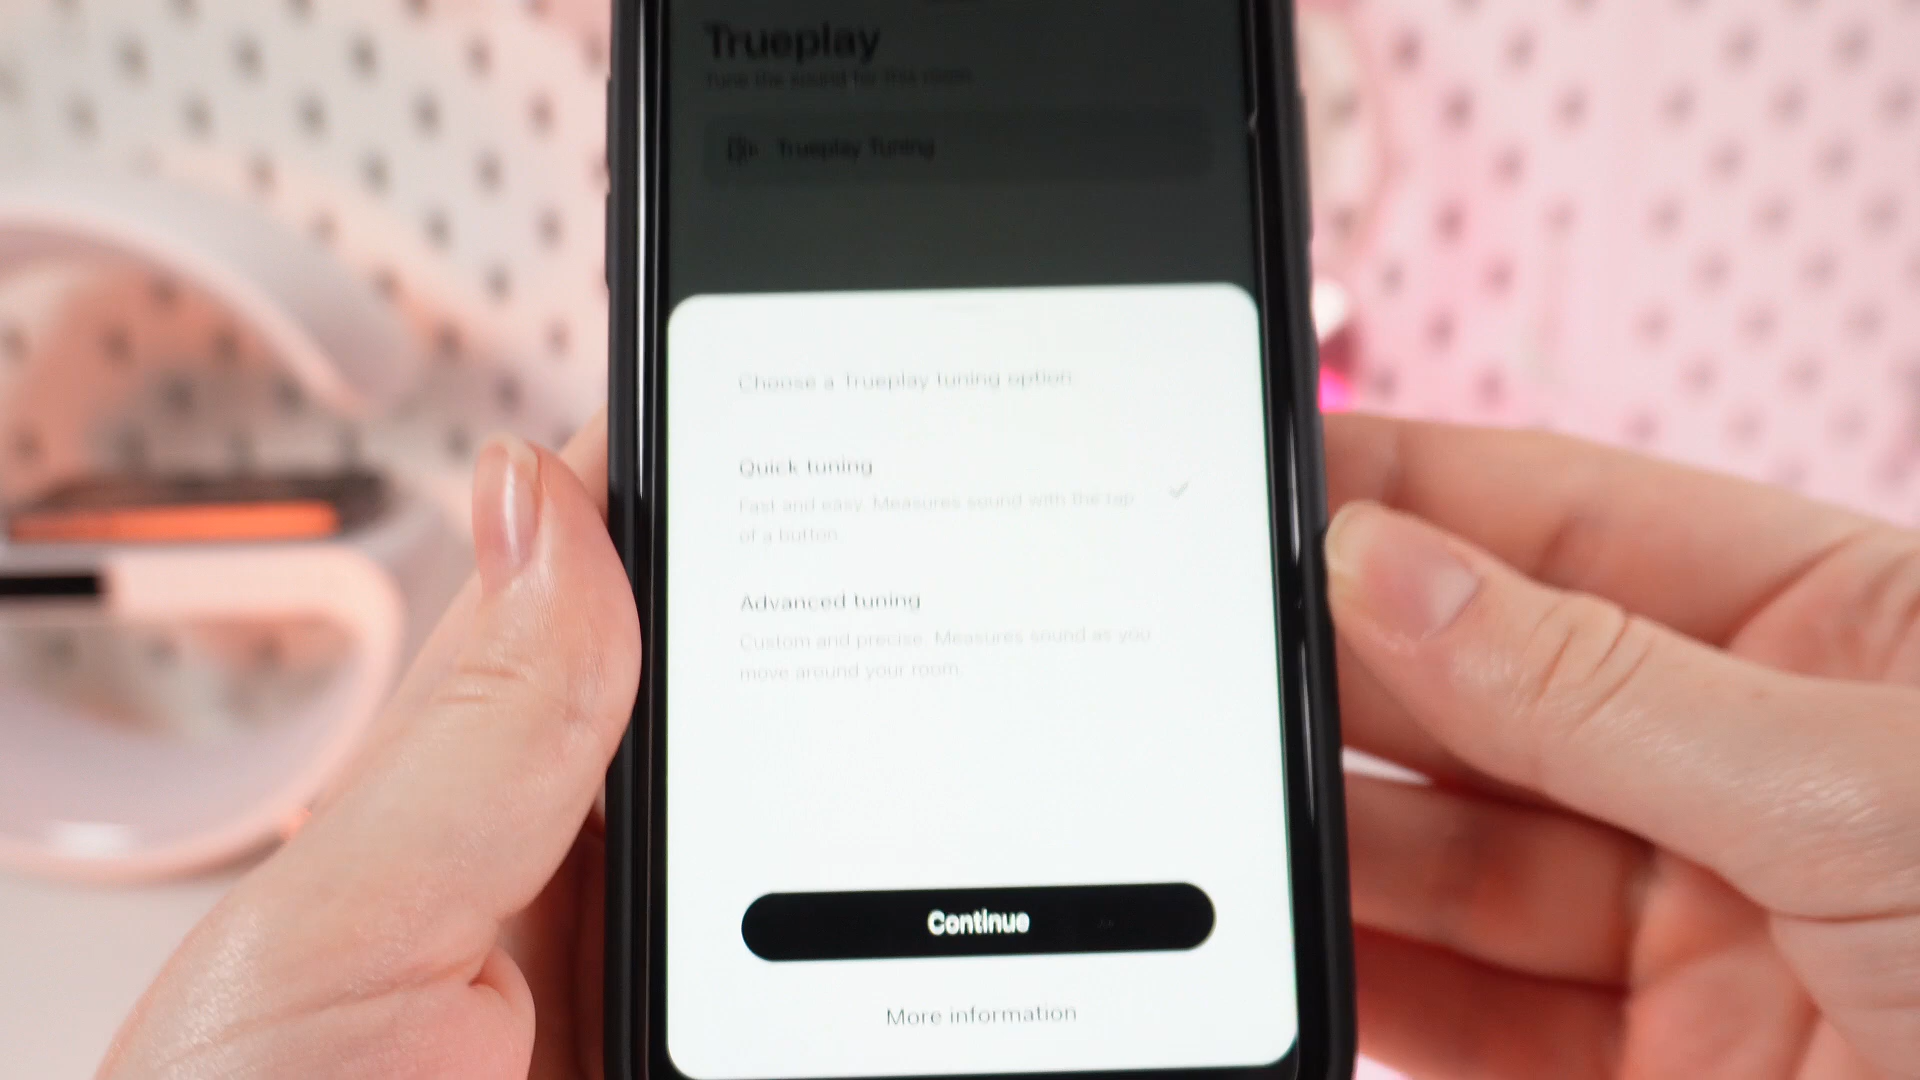 Trueplay
Tune the sound for this room.
Trueplay Tuning
Choose a Trueplay tuning option.
Quick tuning
Fast and easy. Measures sound with the tap
of a button.
Advanced tuning
Custom and precise. Measures sound as you
move around your room.
Continue
More information